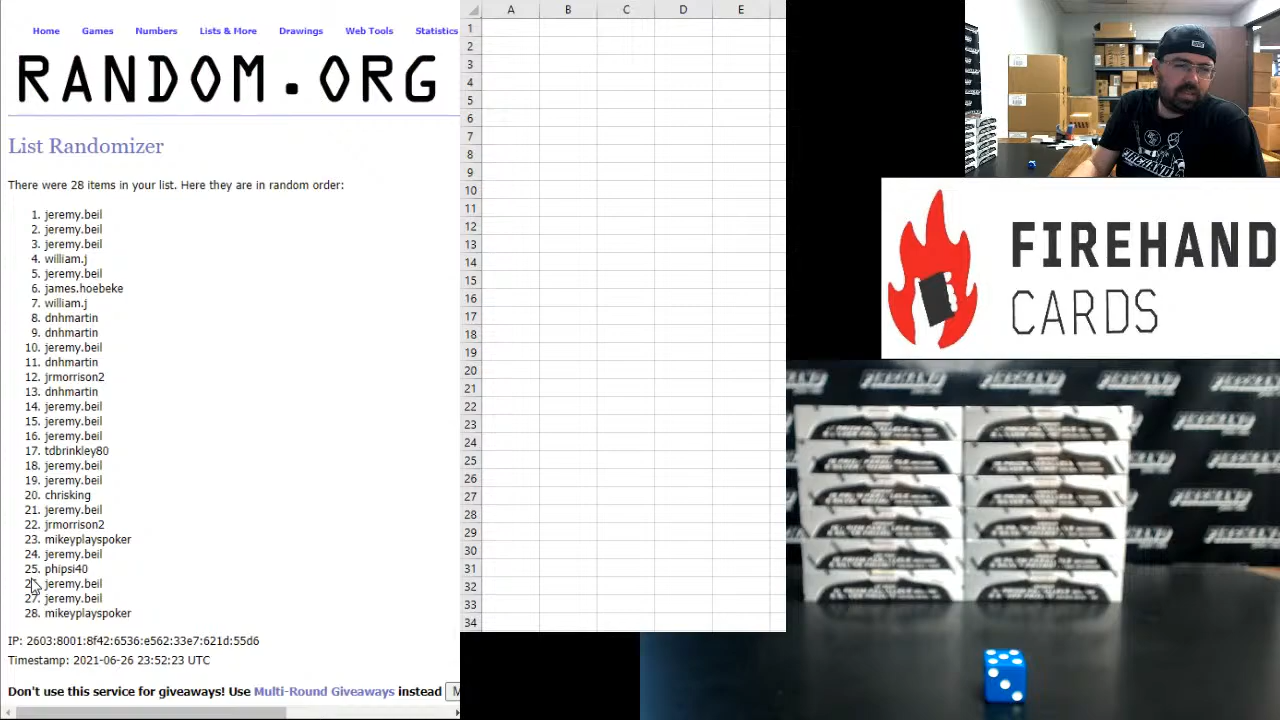 Home Games Numbers Lists & More Drawings Web Tools Statistics
RANDOM.ORG
List Randomizer
There were 28 items in your list. Here they are in random order:
1. jeremy.beil
2. jeremy.beil
3. jeremy.beil
4. william.j
5. jeremy.beil
6. james.hoebeke
7. william.j
8. dnhmartin
9. dnhmartin
10. jeremy.beil
11. dnhmartin
12. jrmorrison2
13. dnhmartin
14. jeremy.beil
15. jeremy.beil
16. jeremy.beil
17. tdbrinkley80
18. jeremy.beil
19. jeremy.beil
20. chrisking
21. jeremy.beil
22. jrmorrison2
23. mikeyplayspoker
24. jeremy.beil
25. phipsi40
jeremy.beil
27. jeremy.beil
28. mikeyplayspoker
IP: 2603:8001:8f42:6536:e562:33e7:621d:55d6
Timestamp: 2021-06-26 23:52:23 UTC
Don't use this service for giveaways! Use Multi-Round Giveaways instead
A B C D E
1
2
3
4
5
6
7
8
9
10
11
12
13
14
15
16
17
18
19
20
21
22
23
24
25
26
27
28
29
30
31
32
33
34
FIREHAND
CARDS